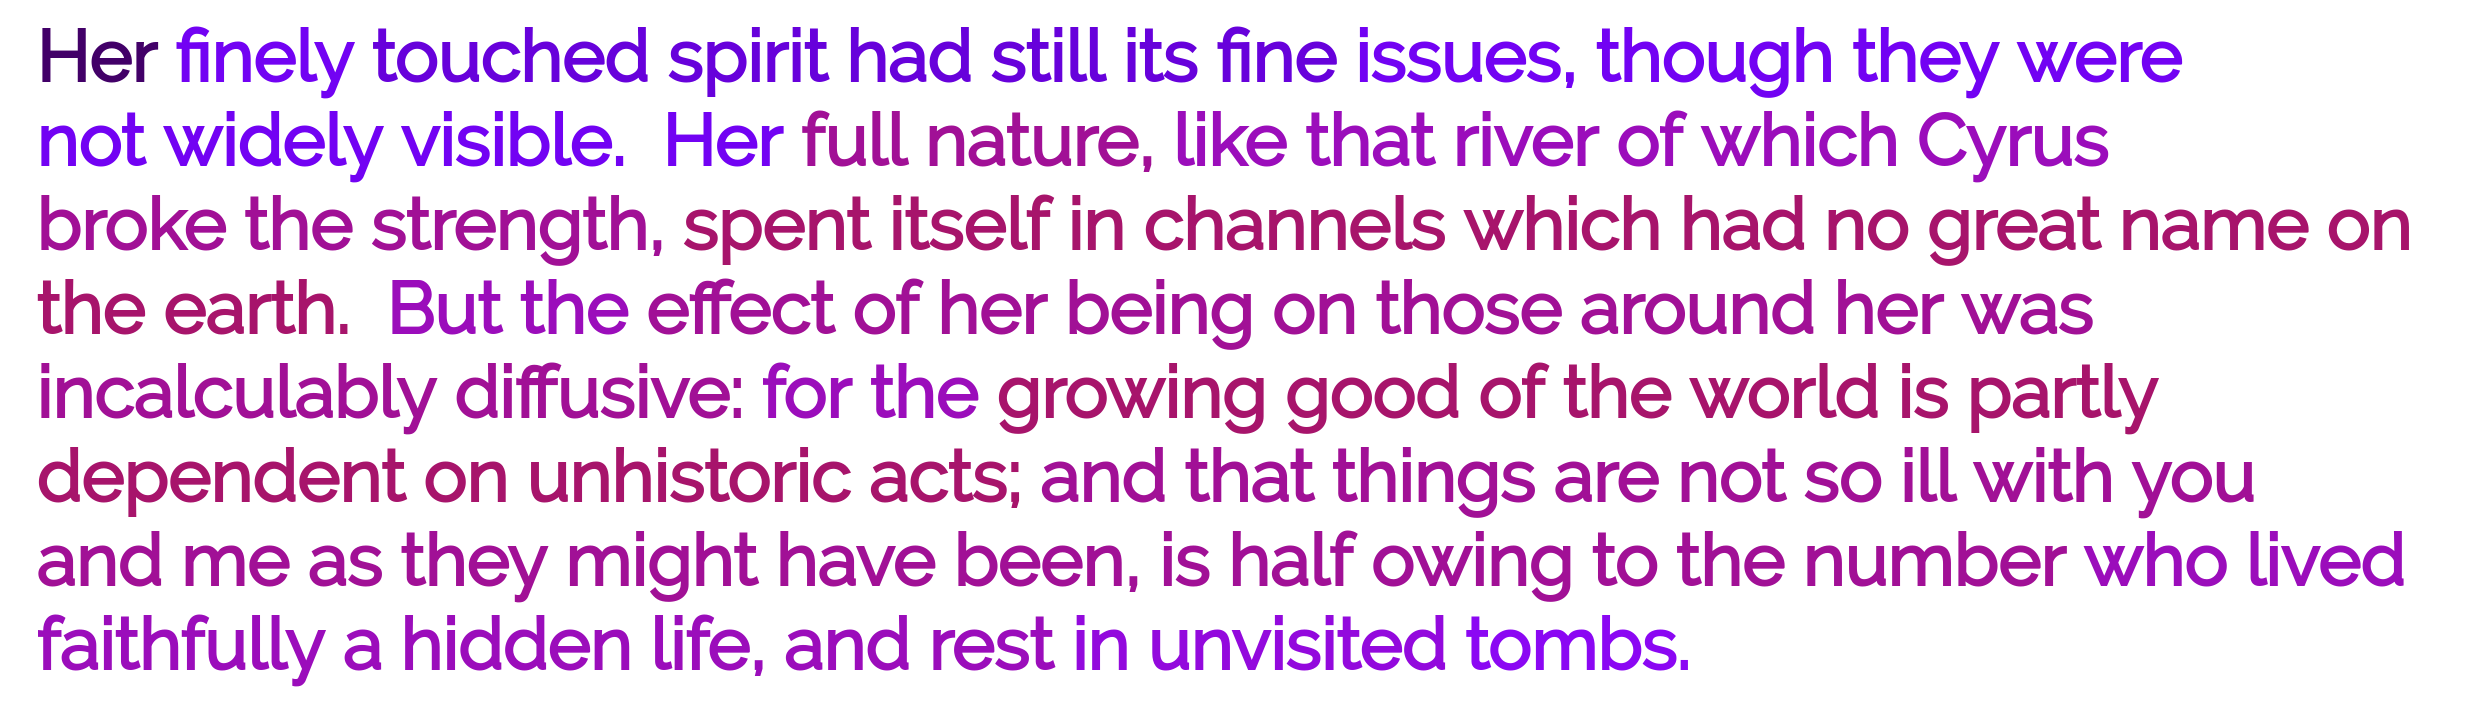 Her finely touched spirit had still its fine issues, though they were
not widely visible.  Her full nature, like that river of which Cyrus
broke the strength, spent itself in channels which had no great name on
the earth.  But the effect of her being on those around her was
incalculably diffusive: for the growing good of the world is partly
dependent on unhistoric acts; and that things are not so ill with you
and me as they might have been, is half owing to the number who lived
faithfully a hidden life, and rest in unvisited tombs.